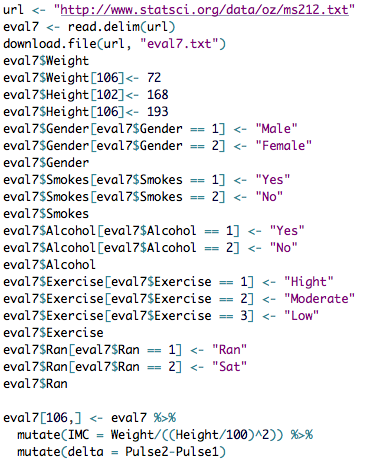 url <- "http://www.statsci.org/data/oz/ms212.txt"
eval7 <- read.delim(url)
download.file(url, "eval7.txt")
eval7$Weight
eval7$Weight[106]<- 72
eval7$Height[102]<- 168
eval7$Height[106]<- 193
eval7$Gender[eval7$Gender == 1] <- "Male"
eval7$Gender[eval7$Gender == 2] <- "Female"
eval7$Gender
eval7$Smokes[eval7$Smokes == 1] <- "Yes"
eval7$Smokes[eval7$Smokes == 2] <- "No"
eval7$Smokes
eval7$Alcohol[eval7$Alcohol == 1] <- "Yes"
eval7$Alcohol[eval7$Alcohol == 2] <- "No"
eval7$Alcohol
eval7$Exercise[eval7$Exercise == 1] <- "Hight"
eval7$Exercise[eval7$Exercise == 2] <- "Moderate"
eval7$Exercise[eval7$Exercise == 3] <- "Low"
eval7$Exercise
eval7$Ran[eval7$Ran == 1] <- "Ran"
eval7$Ran[eval7$Ran == 2] <- "Sat"
eval7$Ran
eval7[106,] <- eval7 %>%
mutate(IMC = Weight/((Height/100)^2)) %>%
mutate(delta = Pulse2-Pulse1)